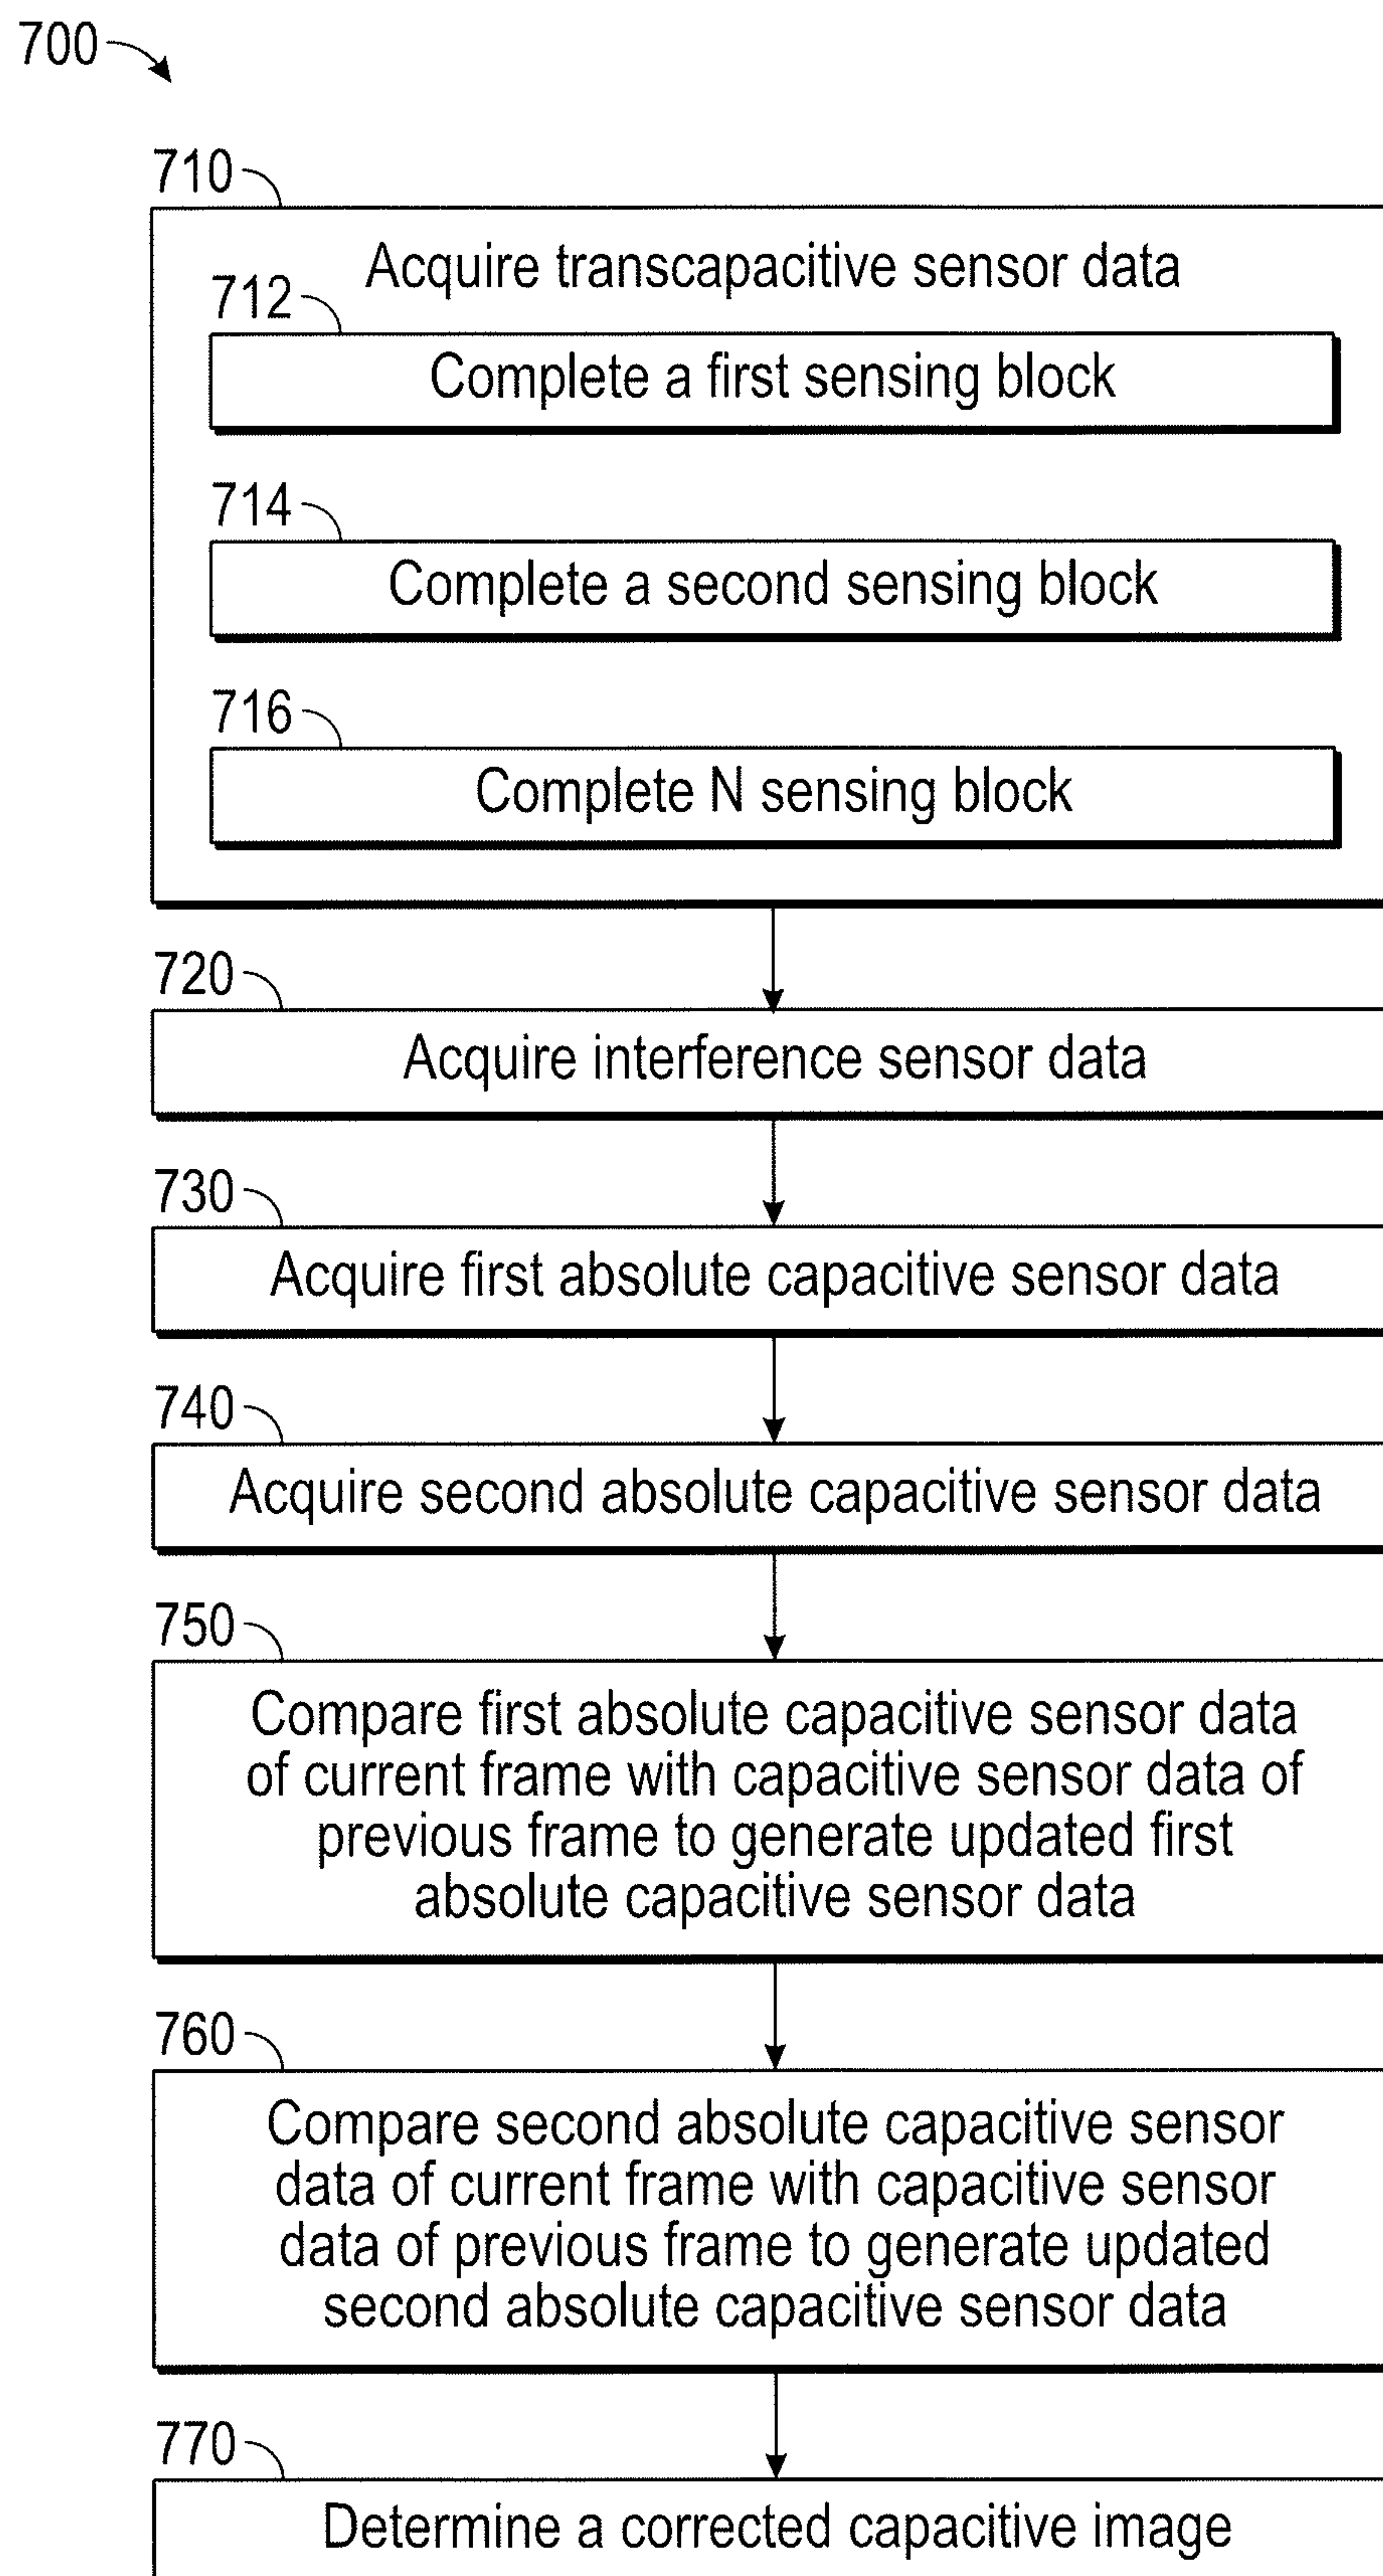 700
710
Acquire transcapacitive sensor data
712
Complete a first sensing block
714
Complete a second sensing block
716
Complete N sensing block
720
Acquire interference sensor data
730
Acquire first absolute capacitive sensor data
740
Acquire second absolute capacitive sensor data
750
Compare first absolute capacitive sensor data
of current frame with capacitive sensor data of
previous frame to generate updated first
absolute capacitive sensor data
760
Compare second absolute capacitive sensor
data of current frame with capacitive sensor
data of previous frame to generate updated
second absolute capacitive sensor data
770
Determine a corrected capacitive image